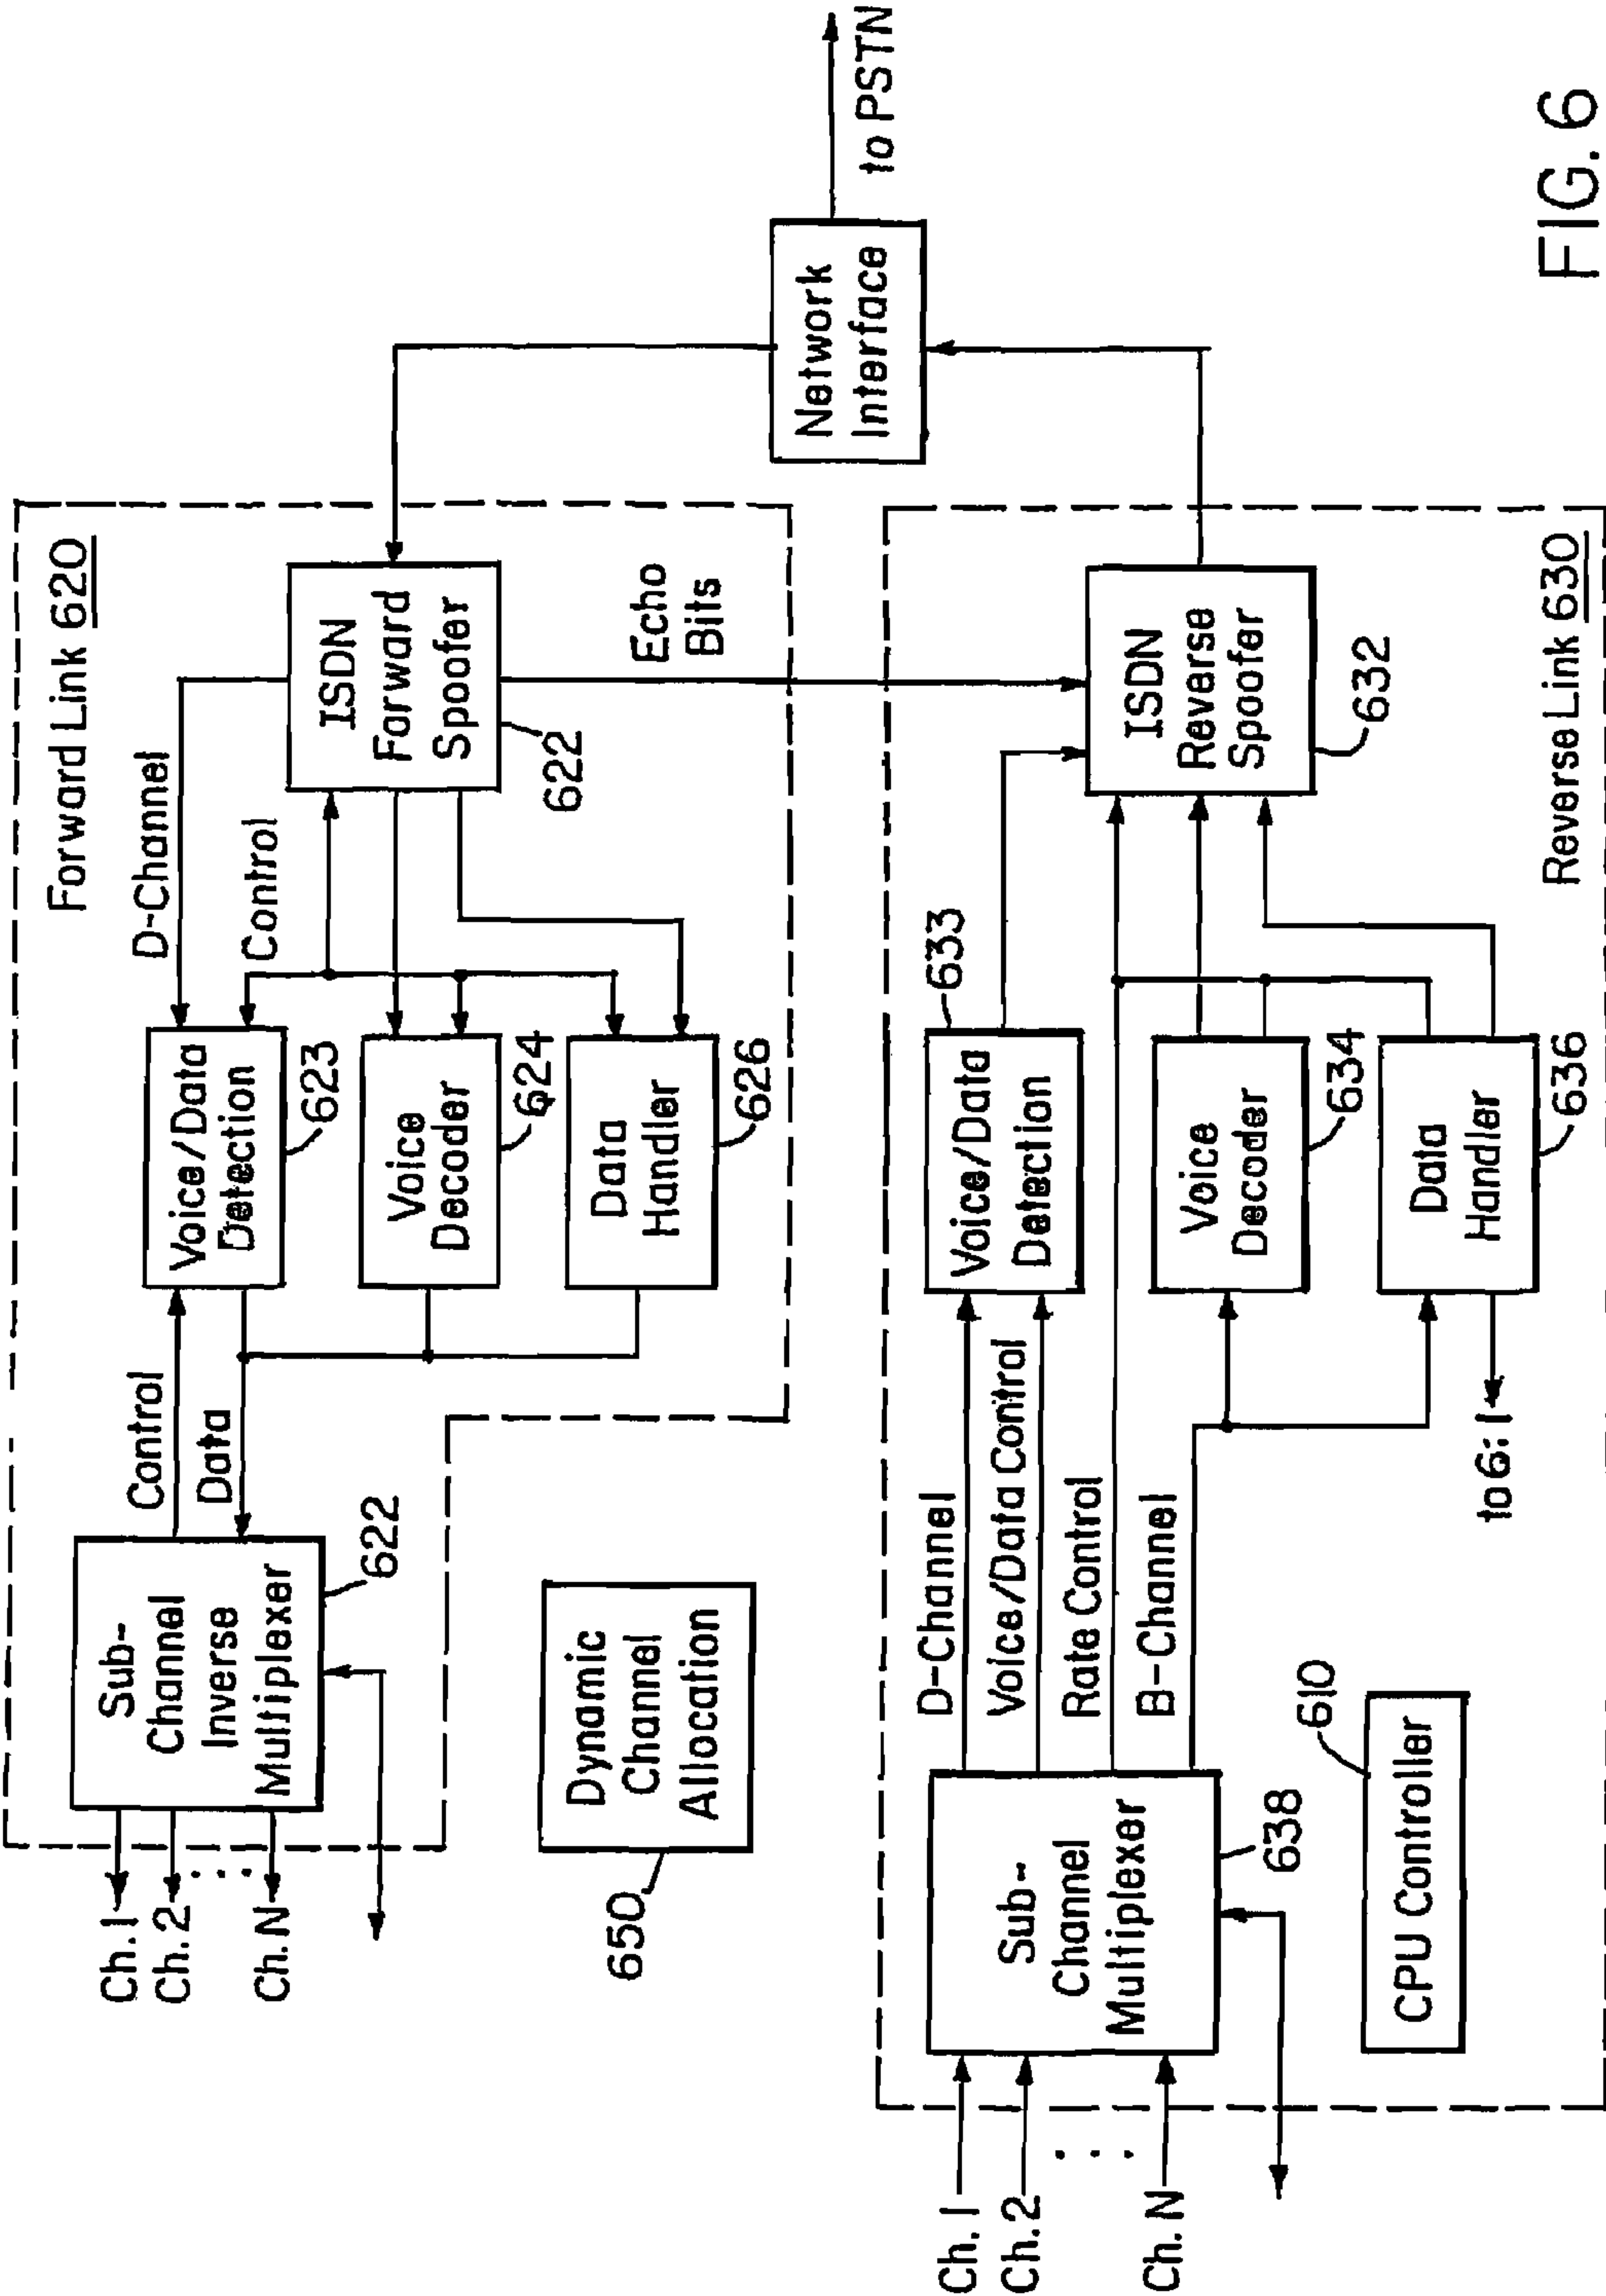 Forward Link 620
D-Channel
Control
Voice/Data
Detection
623
ISDN
Forward
Spoofer
622
Voice
Decoder
624
Data
Handler
626
Echo
Bits
Control
Data
Sub-
Channel
Inverse
Multiplexer
622
Ch. 1
Ch. 2
Ch. N
Dynamic
Channel
Allocation
650
Network
Interface
to PSTN
Reverse Link 630
Ch. 1
Ch. 2
Ch. N
Sub-
Channel
Multiplexer
638
D-Channel
Voice/Data Control
Rate Control
B-Channel
Voice/Data
Detection
633
Voice
Decoder
634
Data
Handler
636
to 6:1
ISDN
Reverse
Spoofer
632
CPU Controller
610
FIG. 6